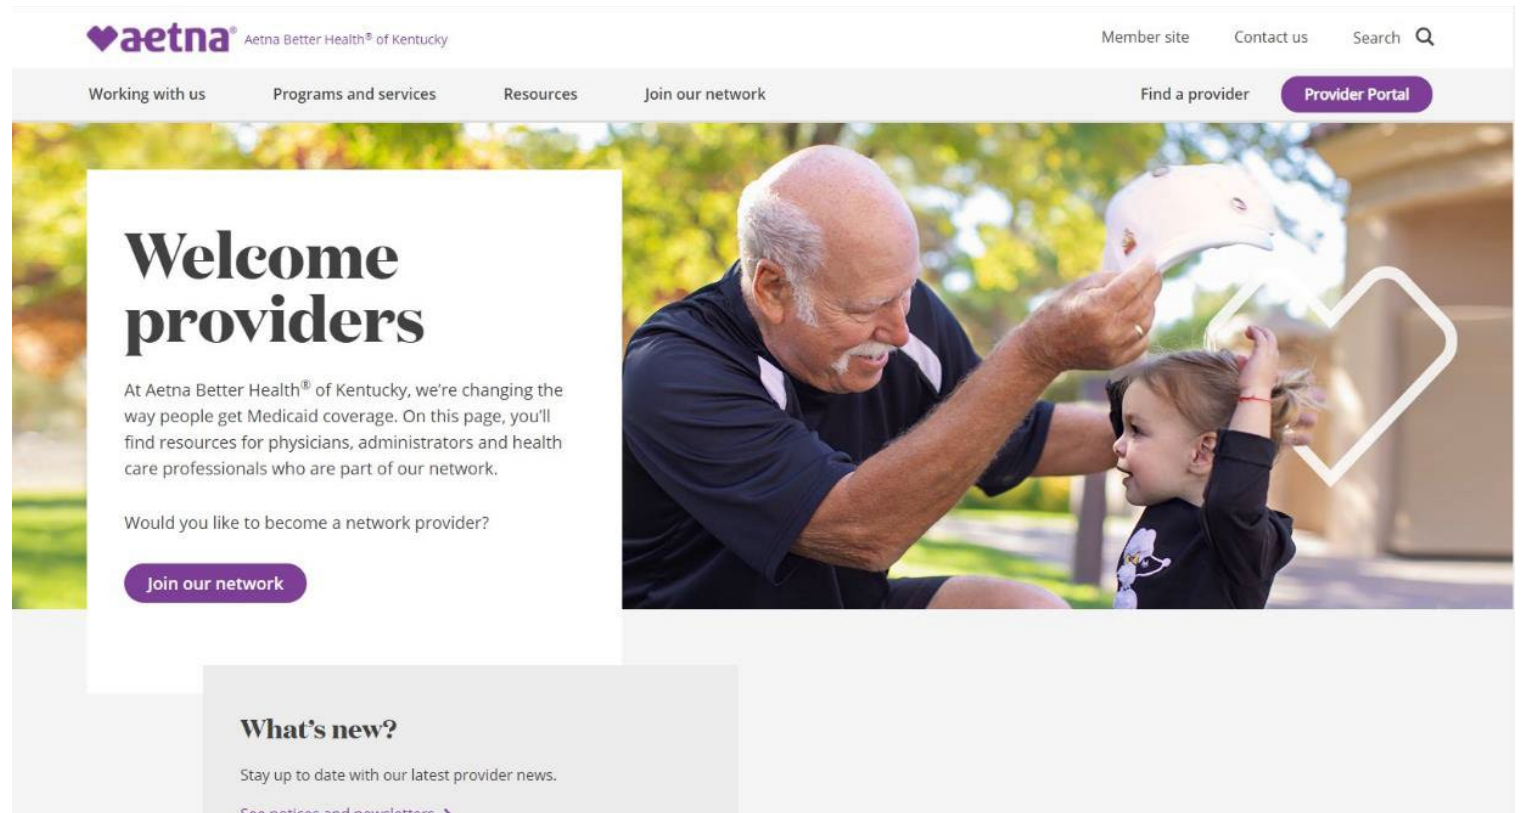 aetna® Aetna Better Health® of Kentucky
Member site Contact us Search
Working with us Programs and services Resources Join our network Find a provider Provider Portal
Welcome
providers
At Aetna Better Health® of Kentucky, we're changing the
way people get Medicaid coverage. On this page, you'll
find resources for physicians, administrators and health
care professionals who are part of our network.
Would you like to become a network provider?
Join our network
What's new?
Stay up to date with our latest provider news.
See notices and newsletters